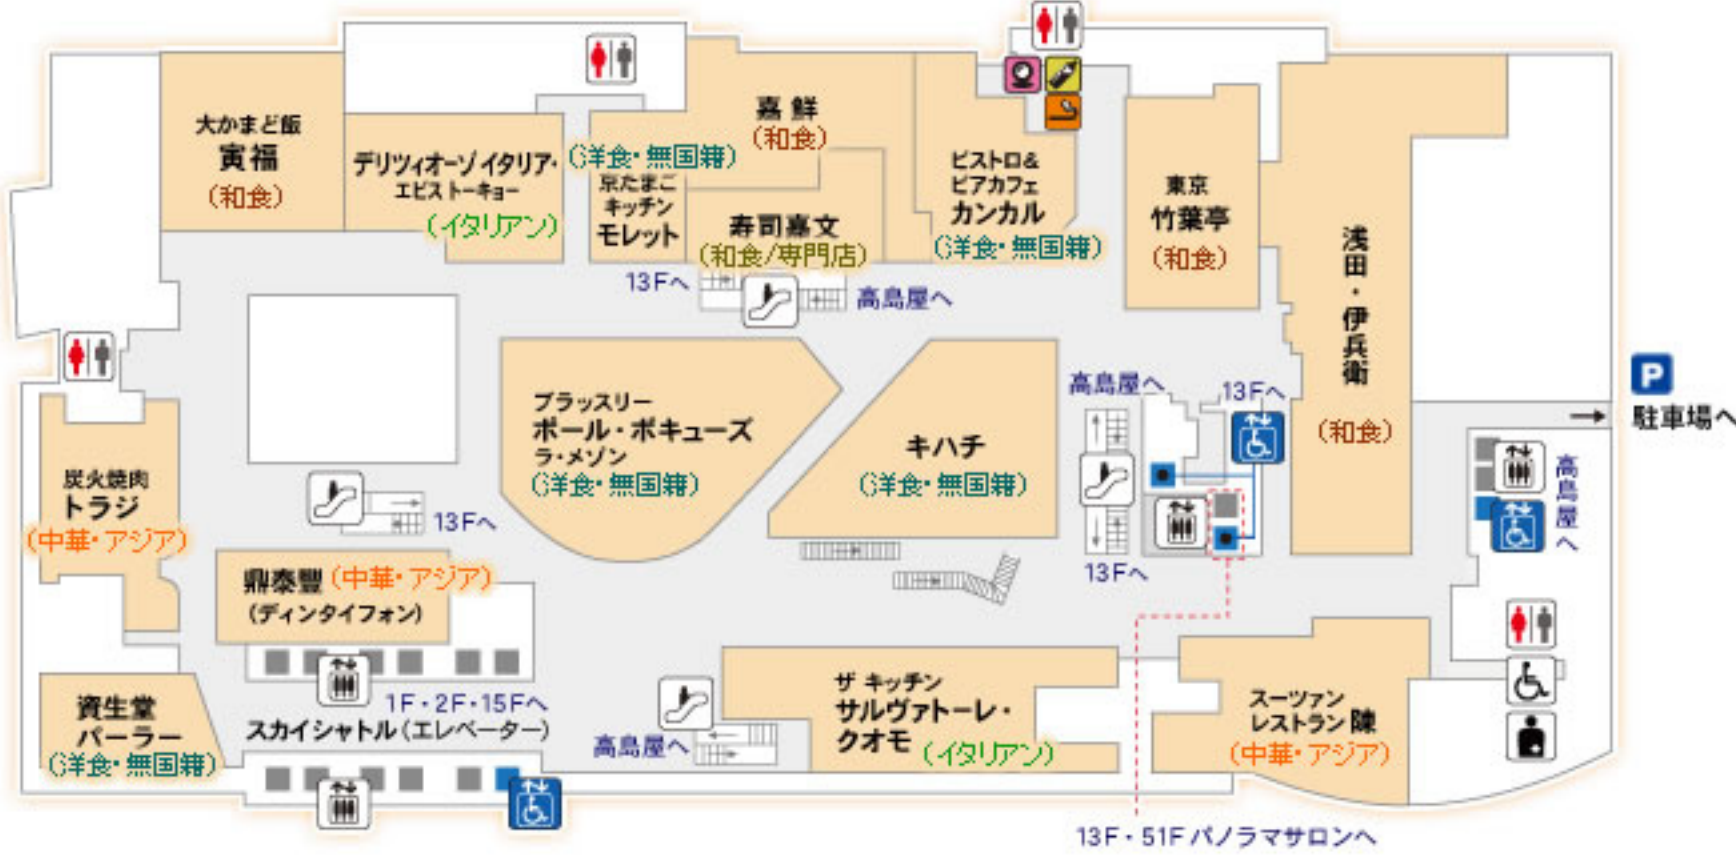 大かまど飯
寅福
(和食)
デリツィオーゾ イタリア・
エビストーキョー
(イタリアン)
(洋食・無国籍)
京たまご
キッチン
モレット
嘉 鮮
(和食)
寿司嘉文
(和食/専門店)
ビストロ&
ビアカフェ
カンカル
(洋食・無国籍)
東京
竹葉亭
(和食)
浅田・伊兵衛
(和食)
13Fへ
高島屋へ
P
駐車場へ
ブラッスリー
ポール・ボキューズ
ラ・メゾン
(洋食・無国籍)
キハチ
(洋食・無国籍)
高島屋へ
13Fへ
13Fへ
高島屋へ
炭火焼肉
トラジ
(中華・アジア)
13Fへ
鼎泰豐(中華・アジア)
(ディンタイフォン)
1F・2F・15Fへ
スカイシャトル(エレベーター)
資生堂
パーラー
(洋食・無国籍)
高島屋へ
ザ キッチン
サルヴァトーレ・
クオモ
(イタリアン)
スーツァン
レストラン 陳
(中華・アジア)
13F・51F パノラマサロンへ